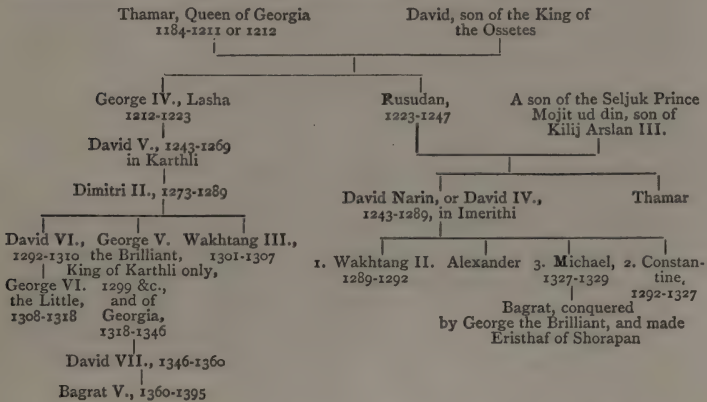 Thamar, Queen of Georgia
1184-1211 or 1212
David, son of the King of
the Ossetes
George IV., Lasha
1212-1223
Rusudan,
1223-1247
A son of the Seljuk Prince
Mojit ud din, son of
Kilij Arslan III.
David V., 1243-1269
in Karthli
Dimitri II., 1273-1289
David Narin, or David IV.,
1243-1289, in Imerithi
Thamar
David VI.,
1292-1310
George VI.
the Little,
1308-1318
George V.
the Brilliant,
King of Karthli only,
1299 &c.,
and of
Georgia,
1318-1346
Wakhtang III.,
1301-1307
1. Wakhtang II.
1289-1292
Alexander
3. Michael,
1327-1329
2. Constan-
tine,
1292-1327
Bagrat, conquered
by George the Brilliant, and made
Eristhaf of Shorapan
David VII., 1346-1360
Bagrat V., 1360-1395